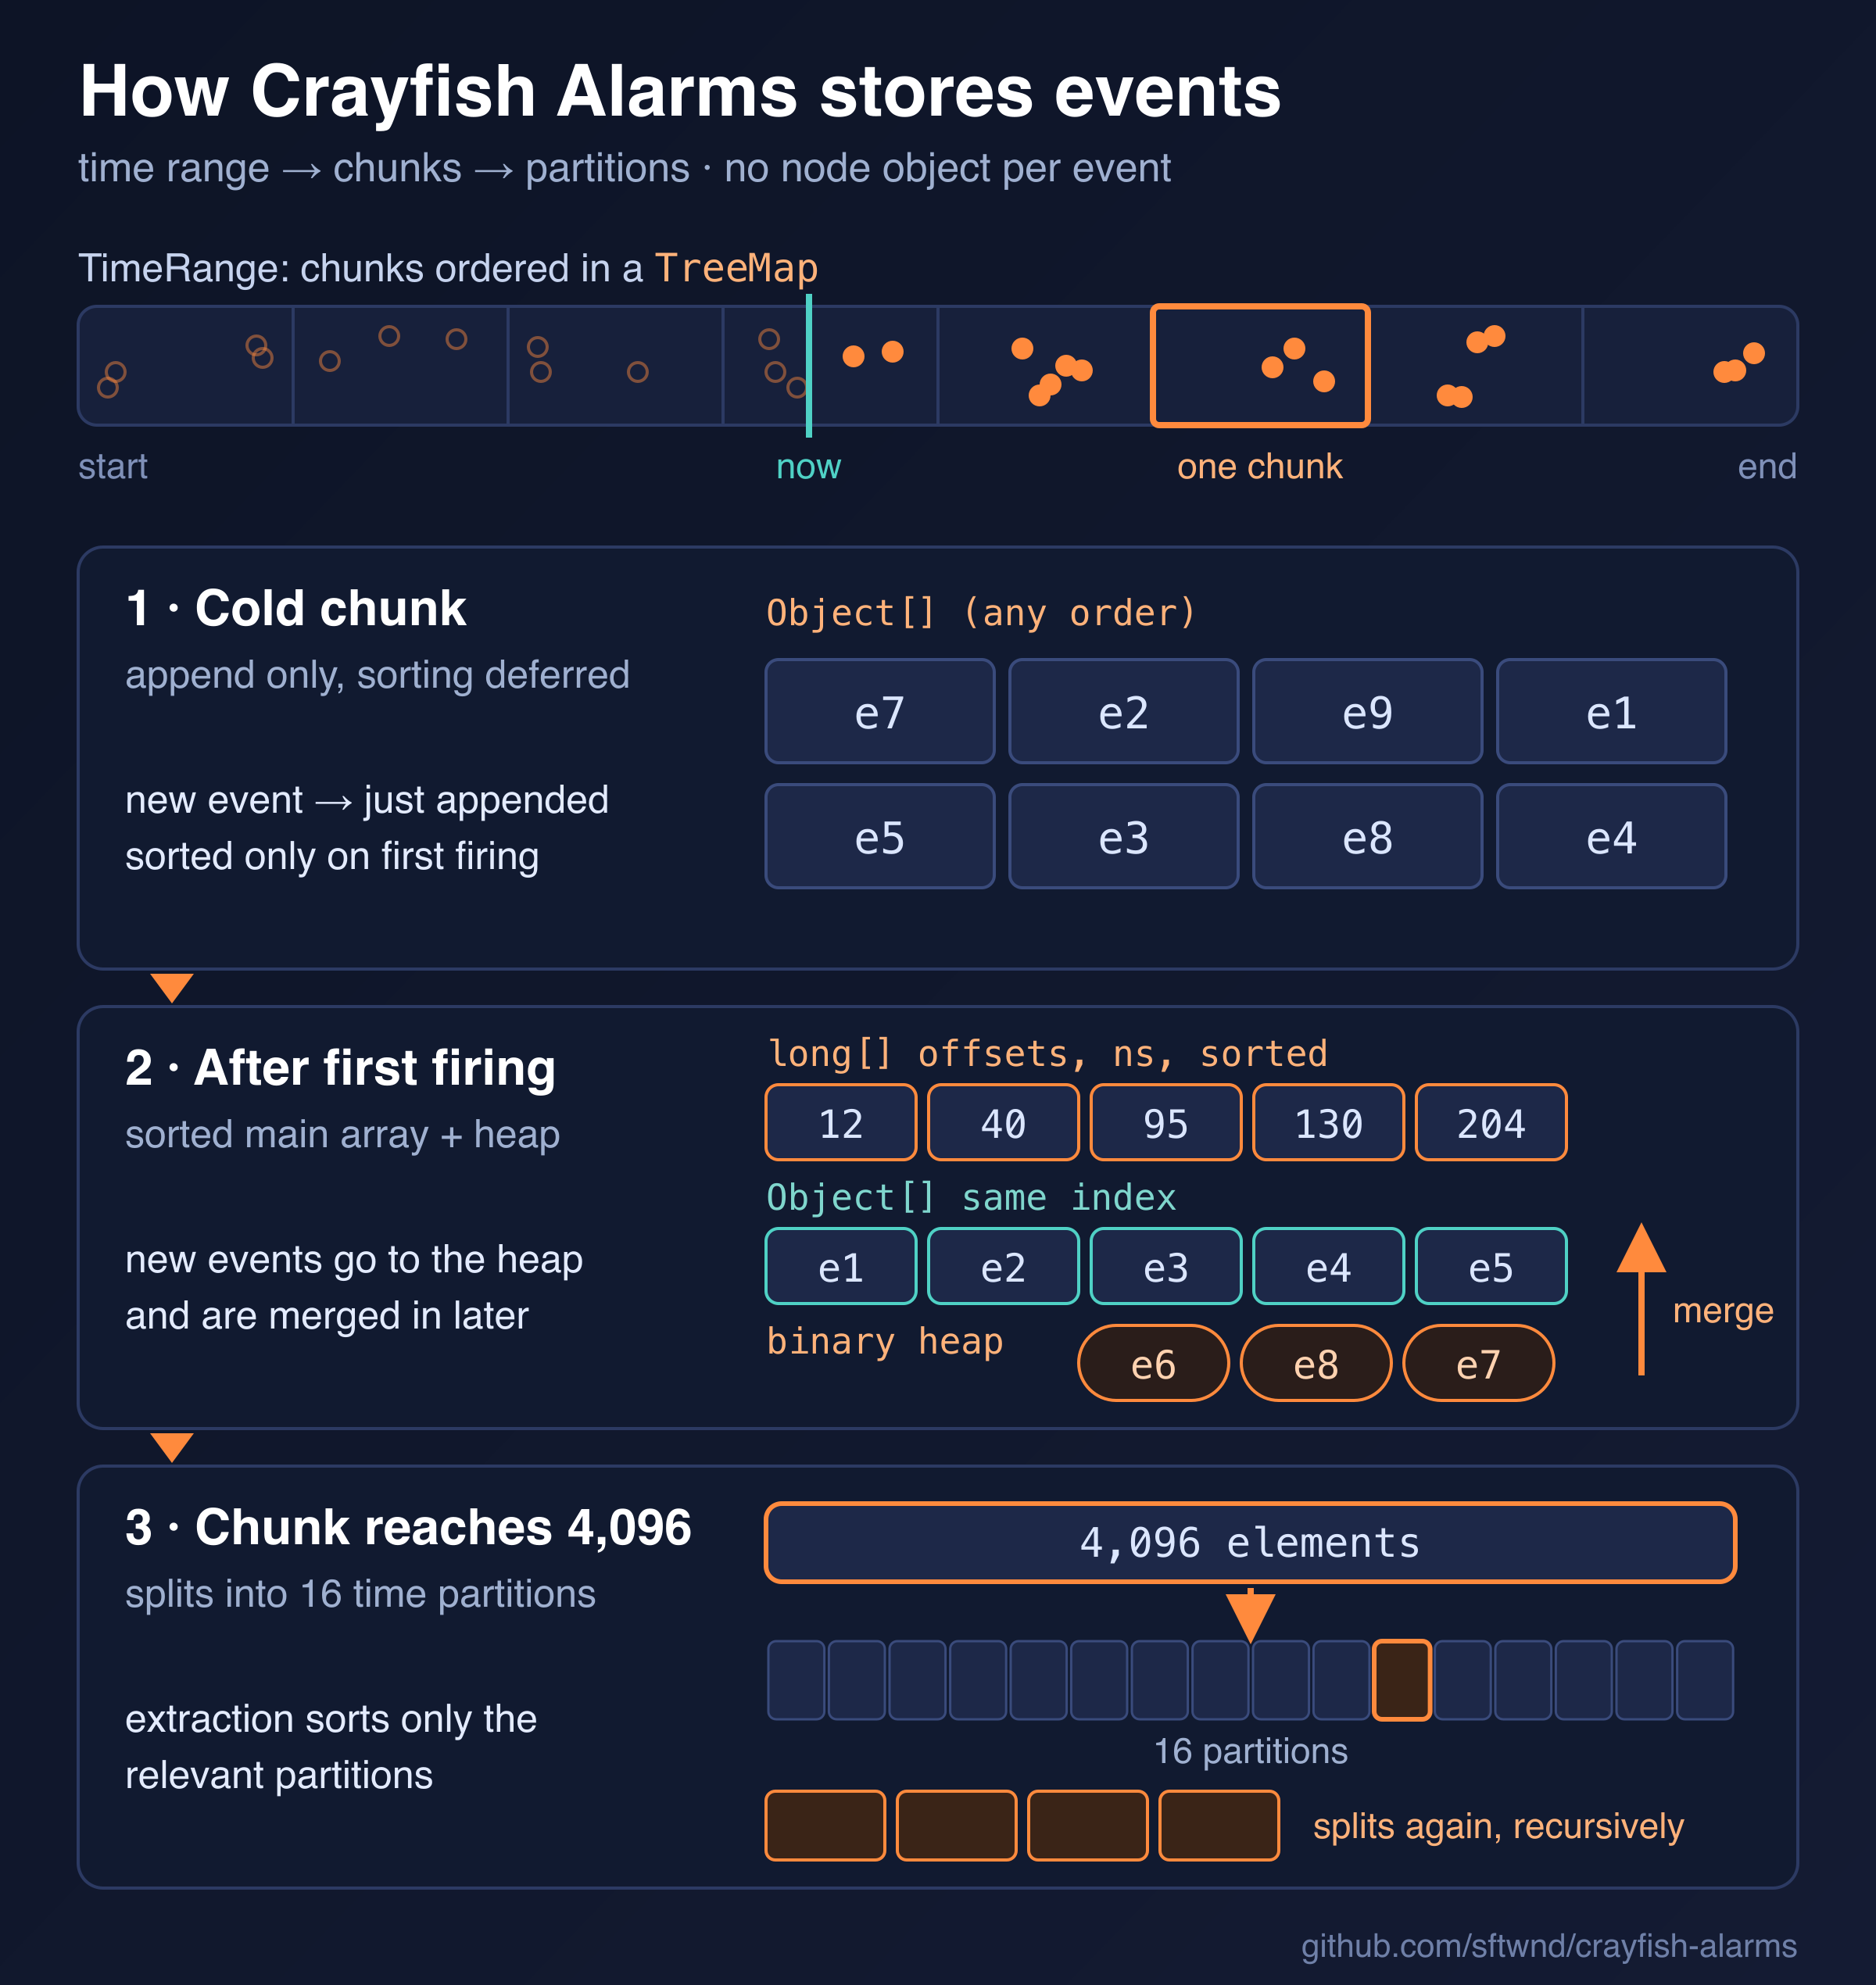 How Crayfish Alarms stores events
time range → chunks → partitions · no node object per event
TimeRange: chunks ordered in a TreeMap
start
now
one chunk
end
1 · Cold chunk
append only, sorting deferred
new event → just appended
sorted only on first firing
Object[] (any order)
e7 e2 e9 e1
e5 e3 e8 e4
2 · After first firing
sorted main array + heap
new events go to the heap
and are merged in later
long[] offsets, ns, sorted
12 40 95 130 204
Object[] same index
e1 e2 e3 e4 e5
binary heap
e6 e8 e7
merge
3 · Chunk reaches 4,096
splits into 16 time partitions
extraction sorts only the
relevant partitions
4,096 elements
16 partitions
splits again, recursively
github.com/sftwnd/crayfish-alarms